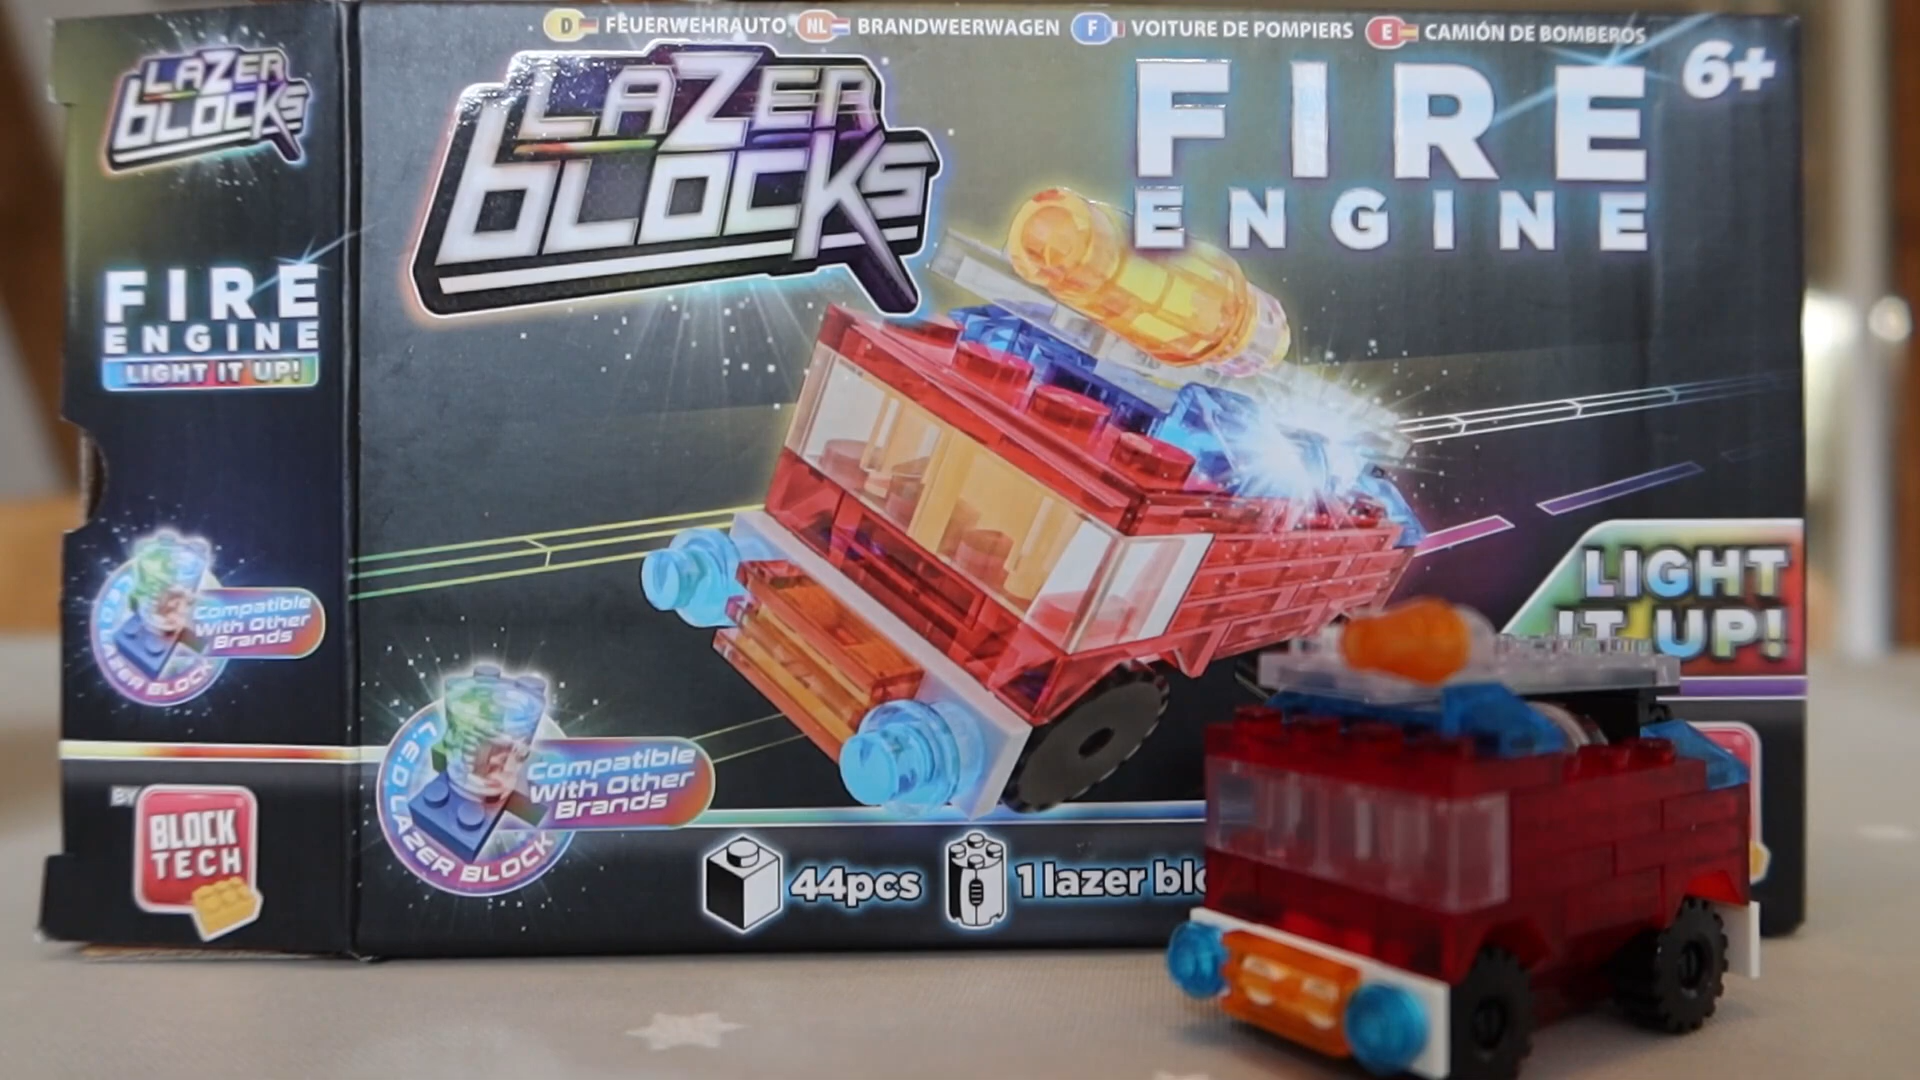 LAZER
BLOCKS
FIRE
ENGINE
LIGHT IT UP!
L.E.D LAZER BLOCK
Compatible
With Other
Brands
BY
BLOCK
TECH
D FEUERWEHRAUTO NL BRANDWEERWAGEN F VOITURE DE POMPIERS E CAMIÓN DE BOMBEROS
LAZER
BLOCKS
FIRE
ENGINE
6+
LIGHT
IT UP!
L.E.D LAZER BLOCK
Compatible
With Other
Brands
44pcs
1 lazer blo